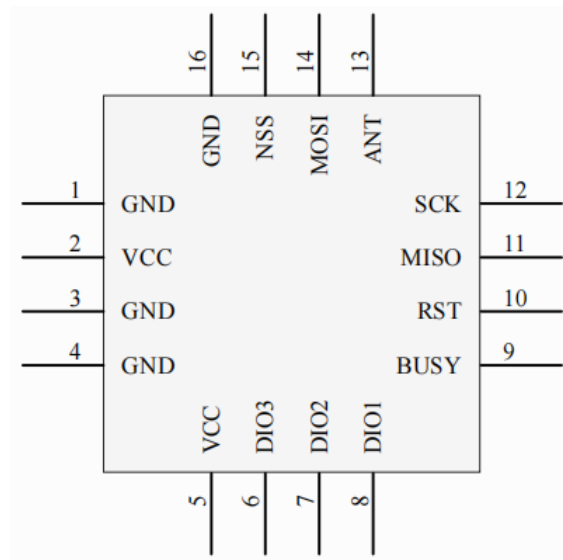 16 15 14 13
GND NSS MOSI ANT
1 GND SCK 12
2 VCC MISO 11
3 GND RST 10
4 GND BUSY 9
VCC DIO3 DIO2 DIO1
5 6 7 8